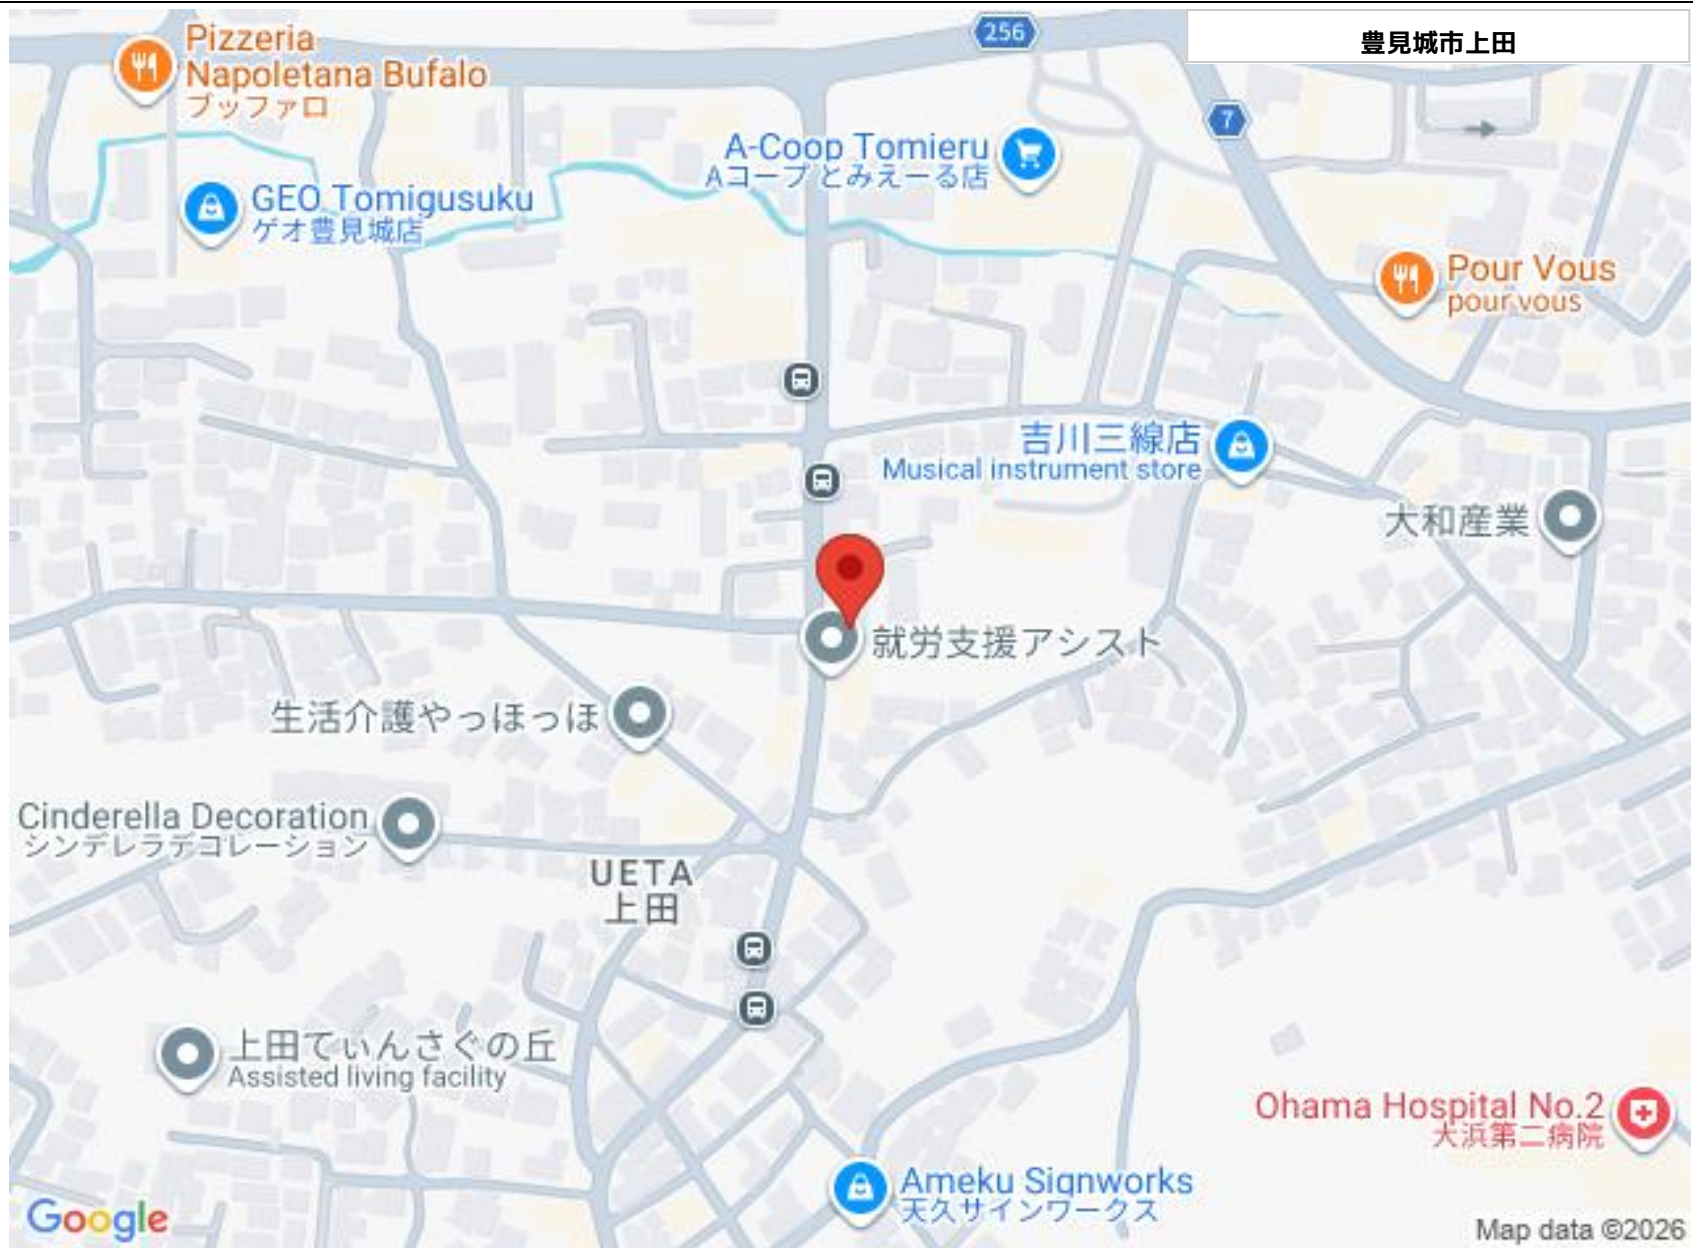 豊見城市上田
256
7
Pizzeria
Napoletana Bufalo
ブッファロ
A-Coop Tomieru
Aコープ とみえーる店
GEO Tomigusuku
ゲオ豊見城店
Pour Vous
pour vous
吉川三線店
Musical instrument store
大和産業
就労支援アシスト
生活介護やっほっほ
Cinderella Decoration
シンデレラデコレーション
UETA
上田
上田てぃんさぐの丘
Assisted living facility
Ohama Hospital No.2
大浜第二病院
Ameku Signworks
天久サインワークス
Google
Map data ©2026